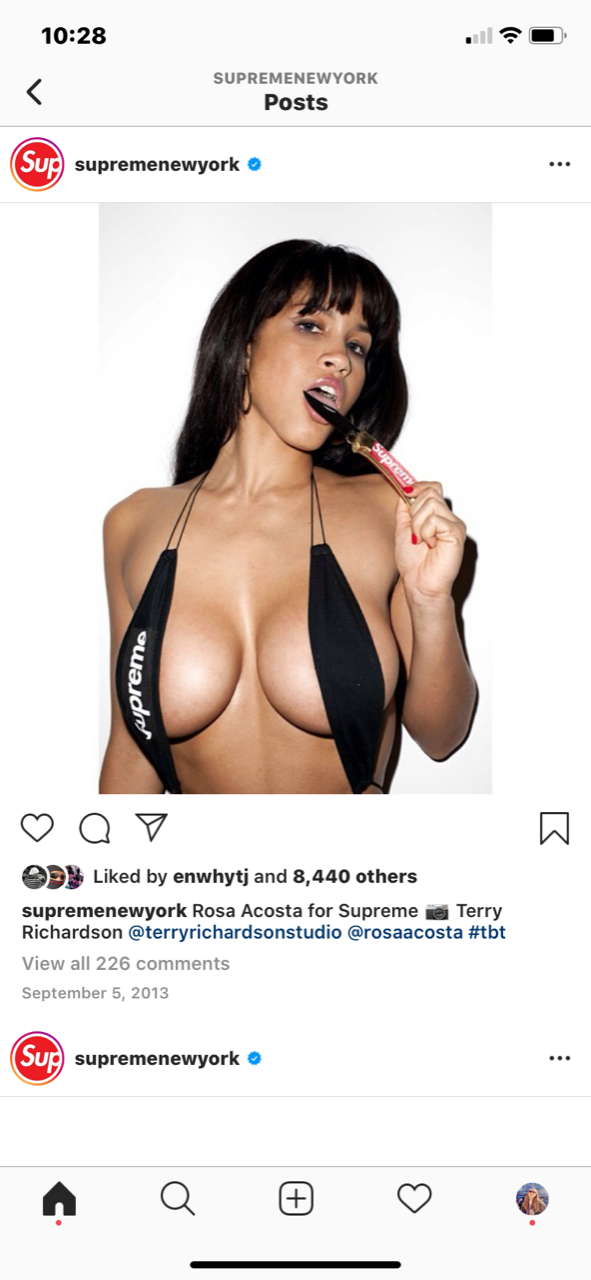 10:28
SUPREMENEWYORK
Posts
Sup
supremenewyork
Supreme
Supreme
Liked by enwhytj and 8,440 others
supremenewyork Rosa Acosta for Supreme 📷 Terry
Richardson @terryrichardsonstudio @rosaacosta #tbt
View all 226 comments
September 5, 2013
Sup
supremenewyork